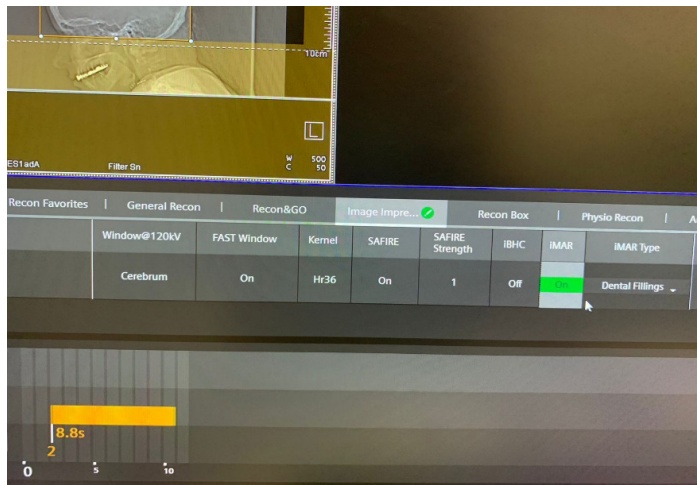 10cm
L
ES1adA Filter Sn W 500
C 50
Recon Favorites | General Recon | Recon&GO Image Impre... Recon Box | Physio Recon |
Window@120kV FAST Window Kernel SAFIRE SAFIRE Strength iBHC iMAR iMAR Type
Cerebrum On Hr36 On 1 Off On Dental Fillings
8.8s
2
0 5 10